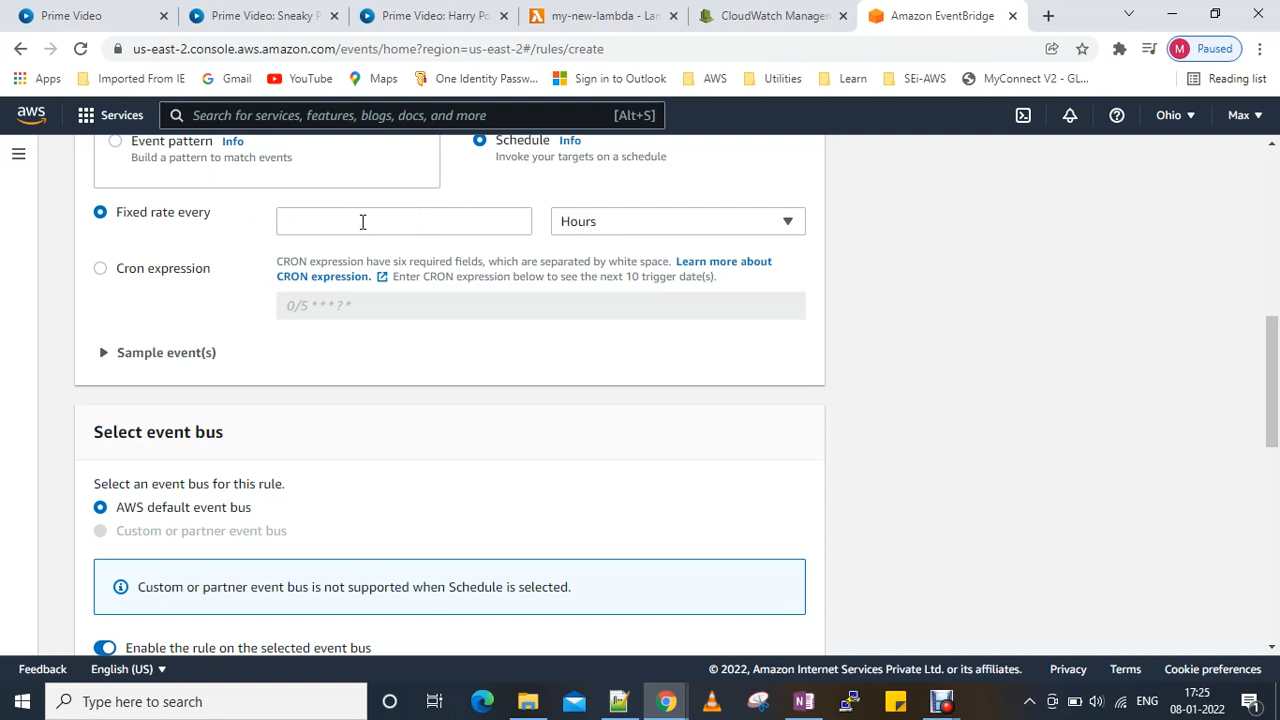 Prime Video
Prime Video: Sneaky P
Prime Video: Harry Po
my-new-lambda - Lan
CloudWatch Manage
Amazon EventBridge
us-east-2.console.aws.amazon.com/events/home?region=us-east-2#/rules/create
M Paused
Apps
Imported From IE
Gmail
YouTube
Maps
One Identity Passw...
Sign in to Outlook
AWS
Utilities
Learn
SEi-AWS
MyConnect V2 - GL...
Reading list
aws
Services
Search for services, features, blogs, docs, and more
[Alt+S]
Ohio
Max
Event pattern Info
Build a pattern to match events
Schedule Info
Invoke your targets on a schedule
Fixed rate every
Hours
Cron expression
CRON expression have six required fields, which are separated by white space. Learn more about
CRON expression. Enter CRON expression below to see the next 10 trigger date(s).
0/5 * * * ? *
Sample event(s)
Select event bus
Select an event bus for this rule.
AWS default event bus
Custom or partner event bus
Custom or partner event bus is not supported when Schedule is selected.
Enable the rule on the selected event bus
Feedback
English (US)
© 2022, Amazon Internet Services Private Ltd. or its affiliates.
Privacy
Terms
Cookie preferences
Type here to search
ENG
17:25
08-01-2022
1